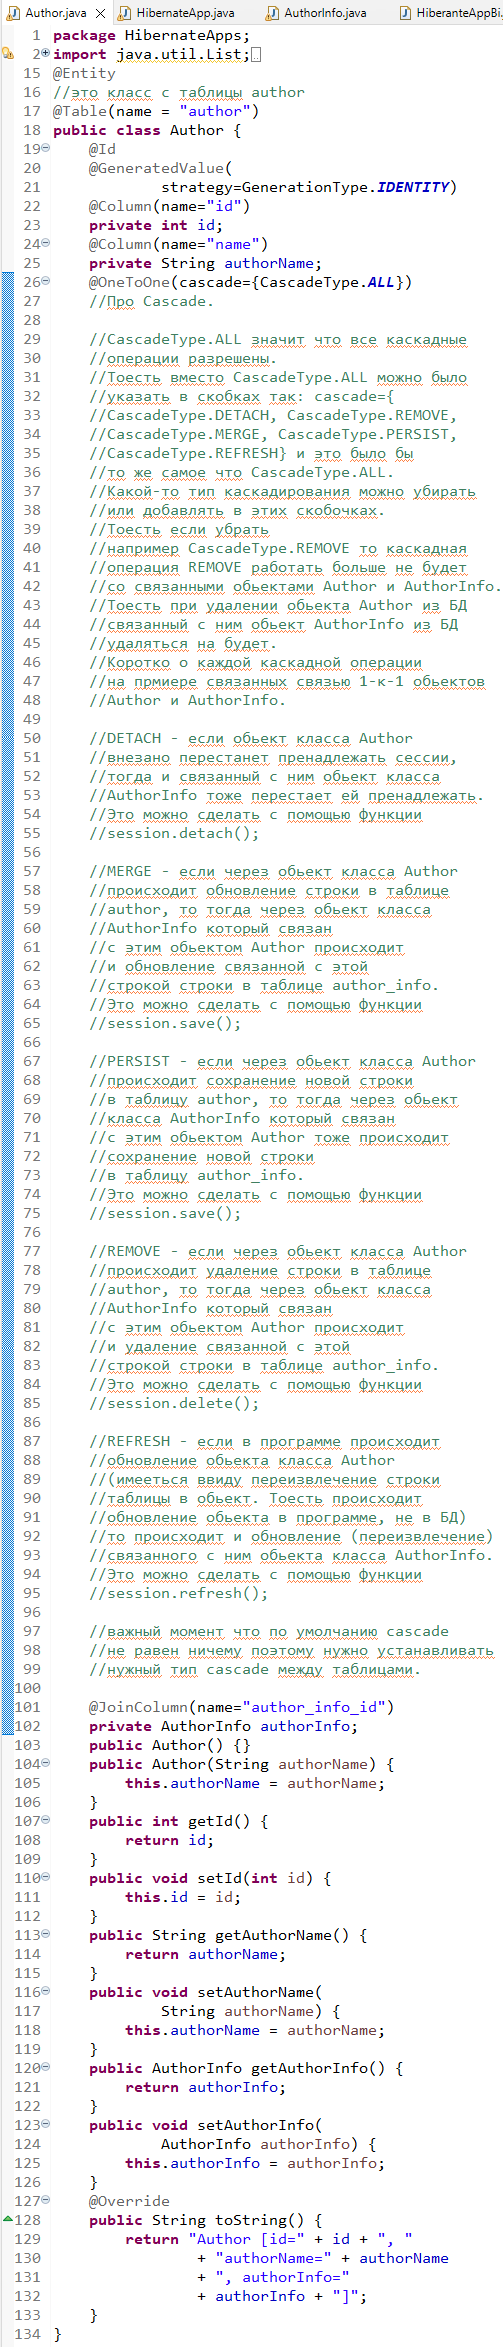 Author.java HibernateApp.java AuthorInfo.java HiberanteAppBi.
1 package HibernateApps;
2 import java.util.List;
15 @Entity
16 //это класс с таблицы author
17 @Table(name = "author")
18 public class Author {
19 @Id
20 @GeneratedValue(
21 strategy=GenerationType.IDENTITY)
22 @Column(name="id")
23 private int id;
24 @Column(name="name")
25 private String authorName;
26 @OneToOne(cascade={CascadeType.ALL})
27 //Про Cascade.
28
29 //CascadeType.ALL значит что все каскадные
30 //операции разрешены.
31 //Тоесть вместо CascadeType.ALL можно было
32 //указать в скобках так: cascade={
33 //CascadeType.DETACH, CascadeType.REMOVE,
34 //CascadeType.MERGE, CascadeType.PERSIST,
35 //CascadeType.REFRESH} и это было бы
36 //то же самое что CascadeType.ALL.
37 //Какой-то тип каскадирования можно убирать
38 //или добавлять в этих скобочках.
39 //Тоесть если убрать
40 //например CascadeType.REMOVE то каскадная
41 //операция REMOVE работать больше не будет
42 //со связанными обьектами Author и AuthorInfo.
43 //Тоесть при удалении обьекта Author из БД
44 //связанный с ним обьект AuthorInfo из БД
45 //удаляться на будет.
46 //Коротко о каждой каскадной операции
47 //на прмиере связанных связью 1-к-1 обьектов
48 //Author и AuthorInfo.
49
50 //DETACH - если обьект класса Author
51 //внезано перестанет пренадлежать сессии,
52 //тогда и связанный с ним обьект класса
53 //AuthorInfo тоже перестает ей пренадлежать.
54 //Это можно сделать с помощью функции
55 //session.detach();
56
57 //MERGE - если через обьект класса Author
58 //происходит обновление строки в таблице
59 //author, то тогда через обьект класса
60 //AuthorInfo который связан
61 //с этим обьектом Author происходит
62 //и обновление связанной с этой
63 //строкой строки в таблице author_info.
64 //Это можно сделать с помощью функции
65 //session.save();
66
67 //PERSIST - если через обьект класса Author
68 //происходит сохранение новой строки
69 //в таблицу author, то тогда через обьект
70 //класса AuthorInfo который связан
71 //с этим обьектом Author тоже происходит
72 //сохранение новой строки
73 //в таблицу author_info.
74 //Это можно сделать с помощью функции
75 //session.save();
76
77 //REMOVE - если через обьект класса Author
78 //происходит удаление строки в таблице
79 //author, то тогда через обьект класса
80 //AuthorInfo который связан
81 //с этим обьектом Author происходит
82 //и удаление связанной с этой
83 //строкой строки в таблице author_info.
84 //Это можно сделать с помощью функции
85 //session.delete();
86
87 //REFRESH - если в программе происходит
88 //обновление обьекта класса Author
89 //(имееться ввиду переизвлечение строки
90 //таблицы в обьект. Тоесть происходит
91 //обновление обьекта в программе, не в БД)
92 //то происходит и обновление (переизвлечение)
93 //связанного с ним обьекта класса AuthorInfo.
94 //Это можно сделать с помощью функции
95 //session.refresh();
96
97 //важный момент что по умолчанию cascade
98 //не равен ничему поэтому нужно устанавливать
99 //нужный тип cascade между таблицами.
100
101 @JoinColumn(name="author_info_id")
102 private AuthorInfo authorInfo;
103 public Author() {}
104 public Author(String authorName) {
105 this.authorName = authorName;
106 }
107 public int getId() {
108 return id;
109 }
110 public void setId(int id) {
111 this.id = id;
112 }
113 public String getAuthorName() {
114 return authorName;
115 }
116 public void setAuthorName(
117 String authorName) {
118 this.authorName = authorName;
119 }
120 public AuthorInfo getAuthorInfo() {
121 return authorInfo;
122 }
123 public void setAuthorInfo(
124 AuthorInfo authorInfo) {
125 this.authorInfo = authorInfo;
126 }
127 @Override
128 public String toString() {
129 return "Author [id=" + id + ", "
130 + "authorName=" + authorName
131 + ", authorInfo="
132 + authorInfo + "]";
133 }
134 }